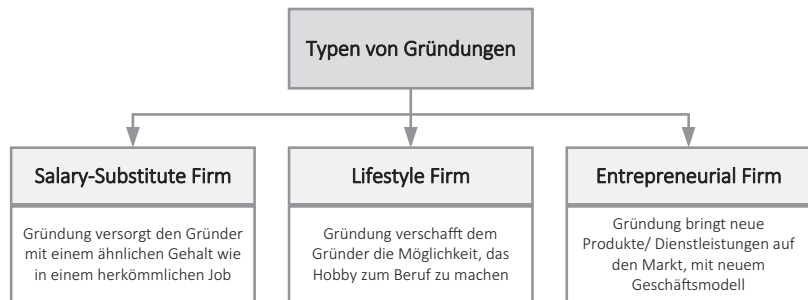 Typen von Gründungen
Salary-Substitute Firm
Gründung versorgt den Gründer
mit einem ähnlichen Gehalt wie
in einem herkömmlichen Job
Lifestyle Firm
Gründung verschafft dem
Gründer die Möglichkeit, das
Hobby zum Beruf zu machen
Entrepreneurial Firm
Gründung bringt neue
Produkte/ Dienstleistungen auf
den Markt, mit neuem
Geschäftsmodell